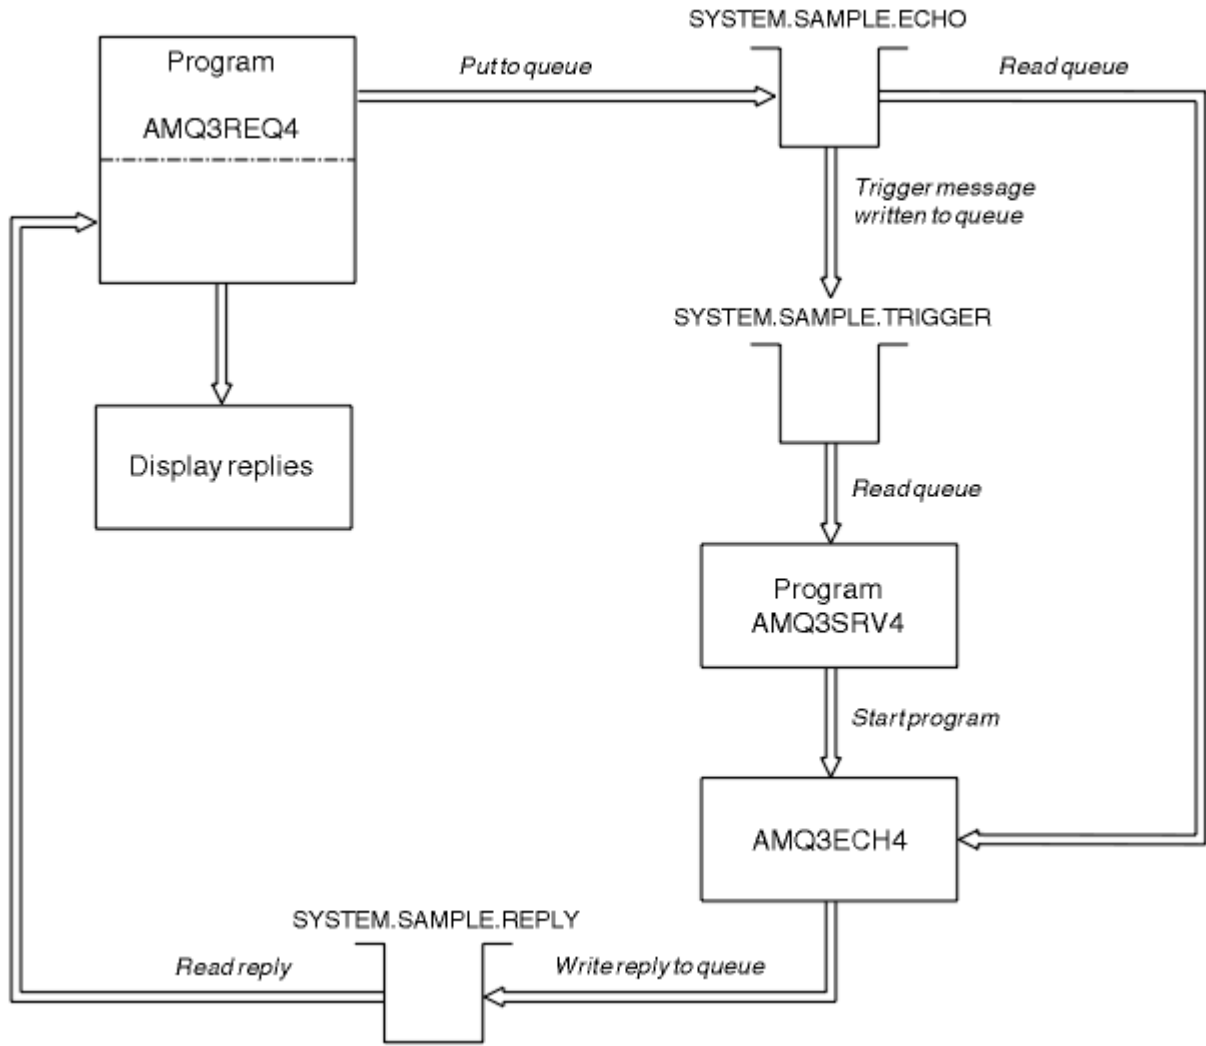 SYSTEM.SAMPLE.ECHO
Program
AMQ3REQ4
Put to queue
Read queue
Trigger message
written to queue
SYSTEM.SAMPLE.TRIGGER
Display replies
Read queue
Program
AMQ3SRV4
Start program
AMQ3ECH4
SYSTEM.SAMPLE.REPLY
Read reply
Write reply to queue